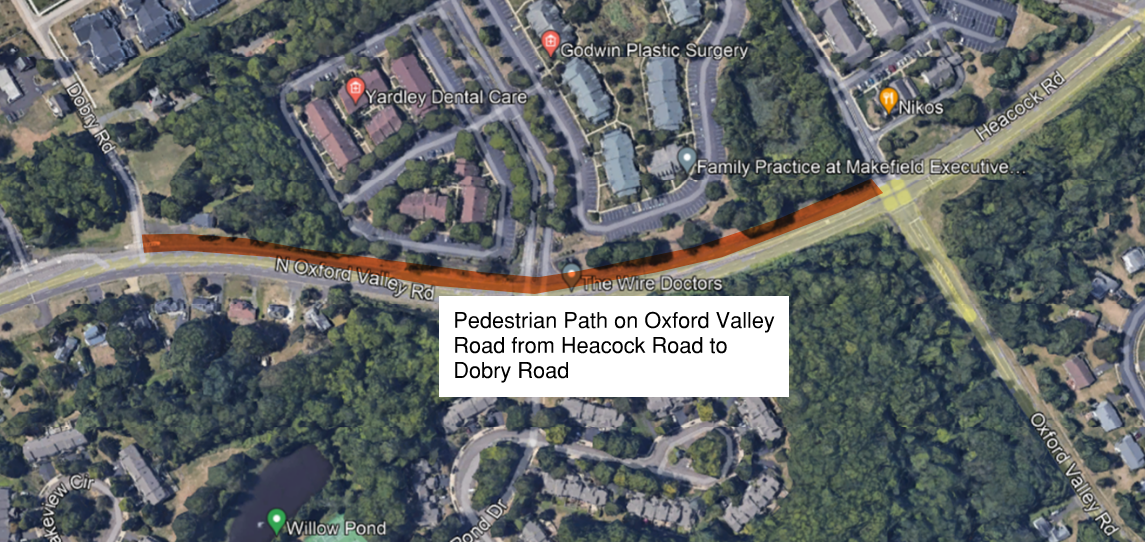 Godwin Plastic Surgery
Yardley Dental Care
Dobry Rd
Nikos
Heacock Rd
Family Practice at Makefield Executive...
N Oxford Valley Rd
The Wire Doctors
Pedestrian Path on Oxford Valley
Road from Heacock Road to
Dobry Road
Oxford Valley Rd
akeview Cir
Willow Pond
Pond Dr